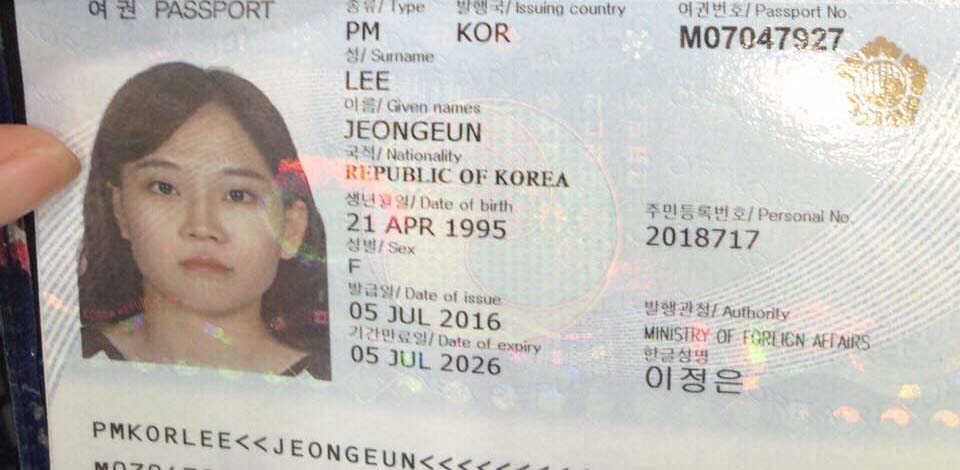 여권 PASSPORT
종류/ Type 발행국/ Issuing country 여권번호/ Passport No.
PM KOR M07047927
성/ Surname
LEE
이름/ Given names
JEONGEUN
국적/ Nationality
REPUBLIC OF KOREA
생년월일/ Date of birth 주민등록번호/ Personal No.
21 APR 1995 2018717
성별/ Sex
F
발급일/ Date of issue 발행관청/ Authority
05 JUL 2016 MINISTRY OF FOREIGN AFFAIRS
기간만료일/ Date of expiry 한글성명
05 JUL 2026 이정은
PMKORLEE<<JEONGEUN<<<<<<<<<